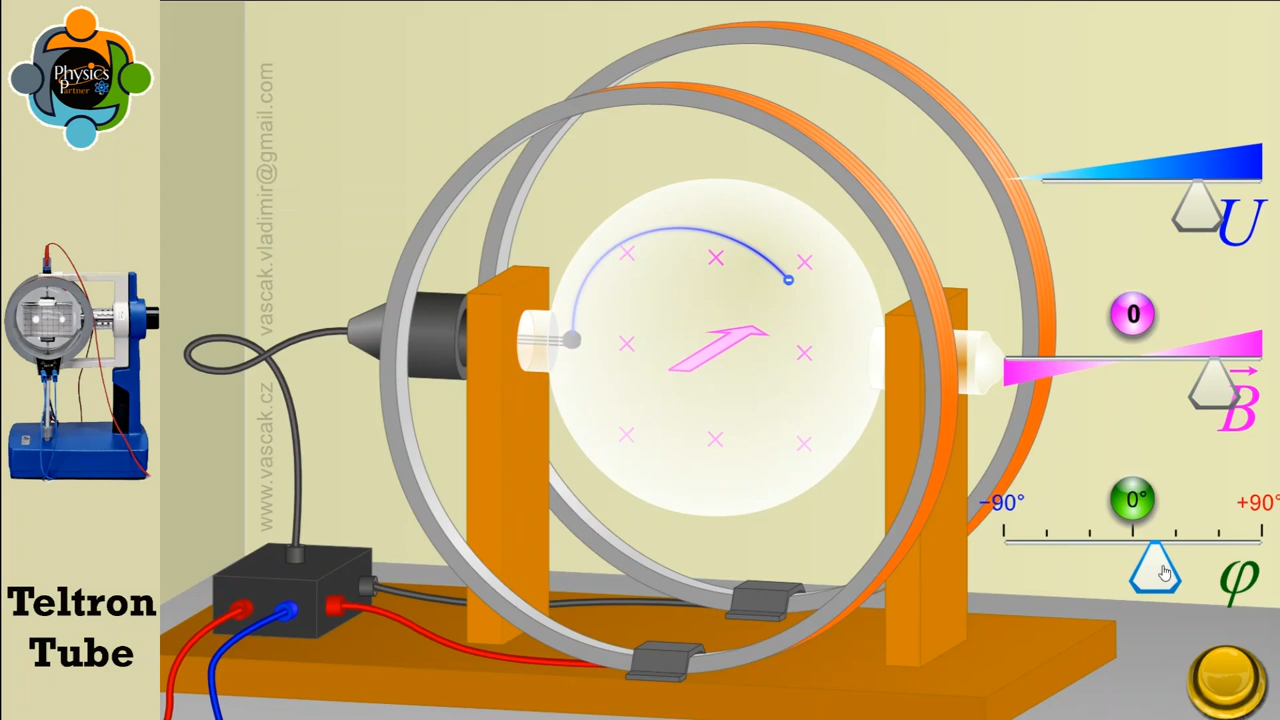 Physics
Partner
www.vascak.cz vascak.vladimir@gmail.com
U
0
B
−90°
0°
+90°
φ
Teltron
Tube